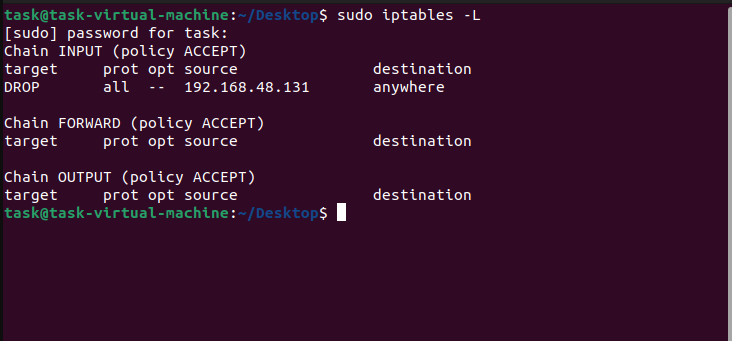 task@task-virtual-machine:~/Desktop$ sudo iptables -L
[sudo] password for task:
Chain INPUT (policy ACCEPT)
target     prot opt source               destination
DROP       all  --  192.168.48.131       anywhere

Chain FORWARD (policy ACCEPT)
target     prot opt source               destination

Chain OUTPUT (policy ACCEPT)
target     prot opt source               destination
task@task-virtual-machine:~/Desktop$